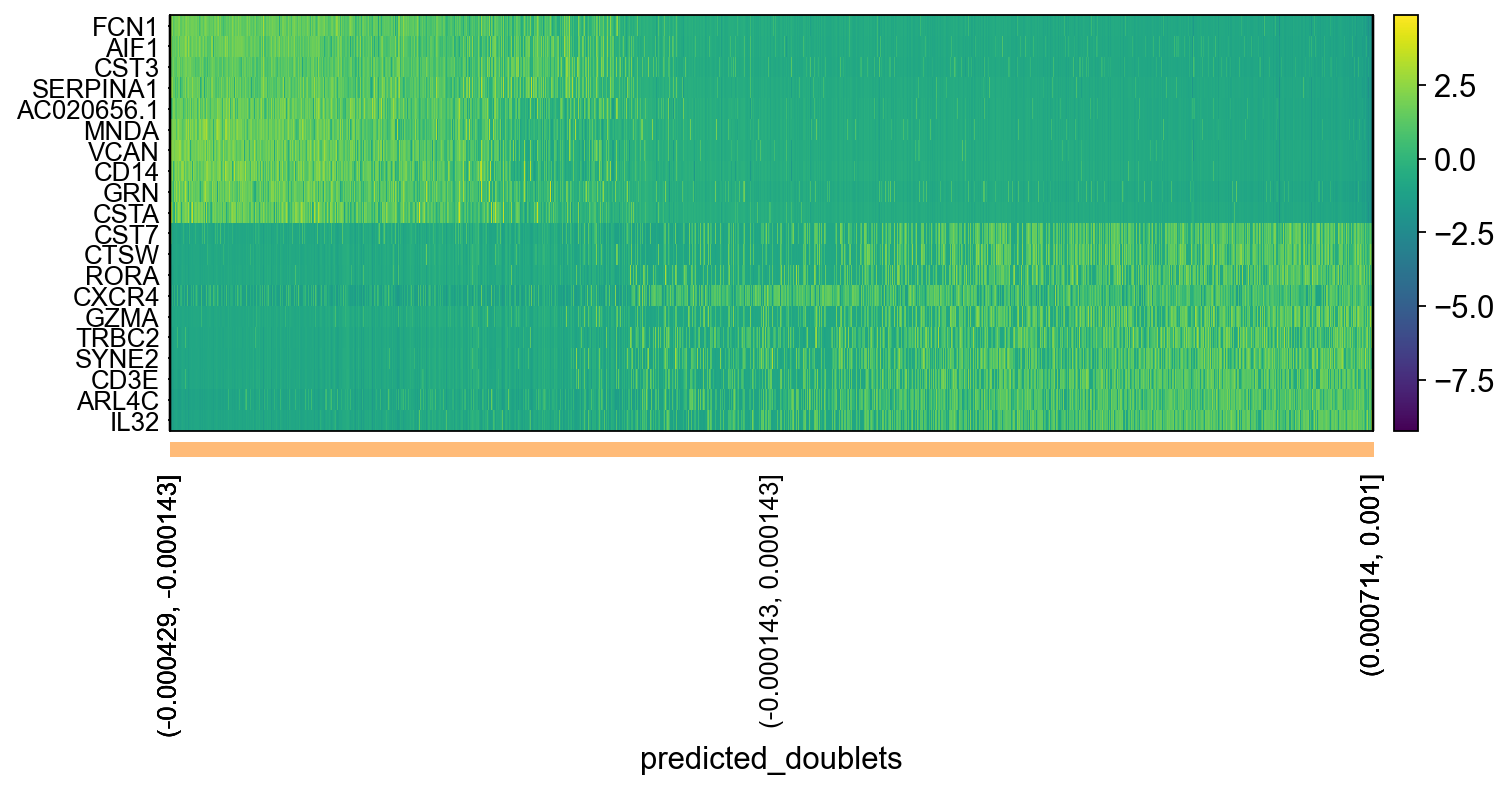 FCN1
AIF1
CST3
SERPINA1
AC020656.1
MNDA
VCAN
CD14
GRN
CSTA
CST7
CTSW
RORA
CXCR4
GZMA
TRBC2
SYNE2
CD3E
ARL4C
IL32
2.5
0.0
−2.5
−5.0
−7.5
(-0.000429, -0.000143]
(-0.000143, 0.000143]
(0.000714, 0.001]
predicted_doublets